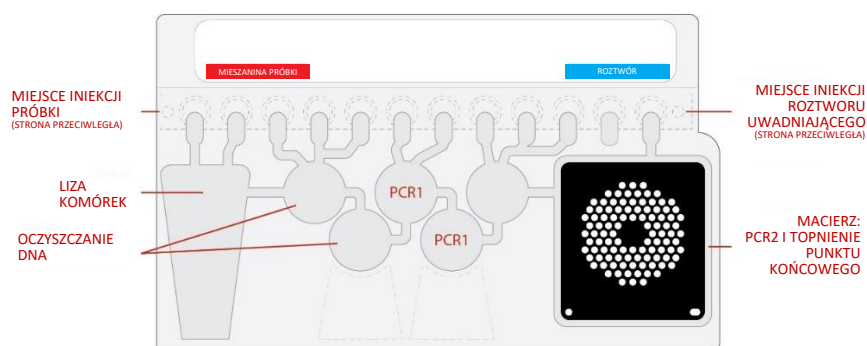 MIESZANINA PRÓBKI
ROZTWÓR
MIEJSCE INIEKCJI
PRÓBKI
(STRONA PRZECIWLEGŁA)
MIEJSCE INIEKCJI
ROZTWORU
UWADNIAJĄCEGO
(STRONA PRZECIWLEGŁA)
LIZA
KOMÓREK
PCR1
OCZYSZCZANIE
DNA
PCR1
MACIERZ:
PCR2 I TOPNIENIE
PUNKTU
KOŃCOWEGO